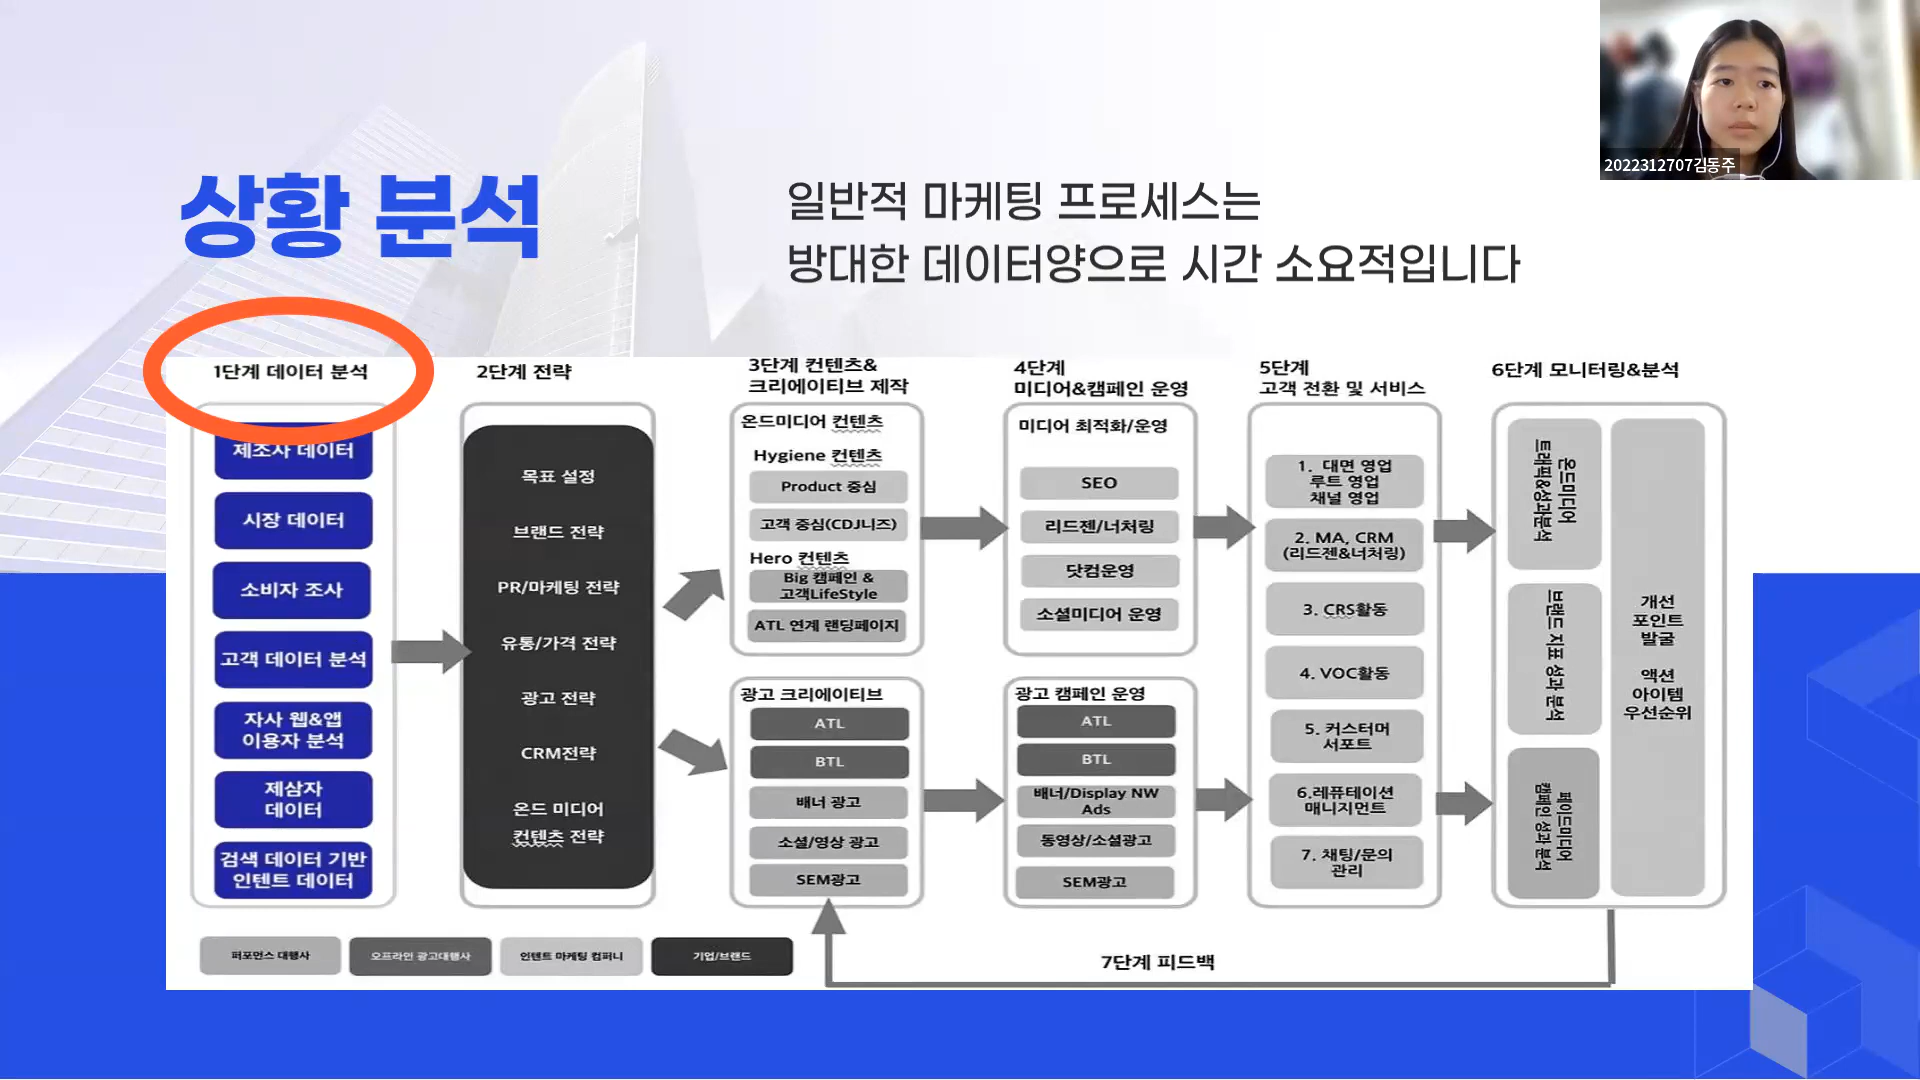 2022312707김동주
상황 분석
일반적 마케팅 프로세스는
방대한 데이터양으로 시간 소요적입니다
1단계 데이터 분석
제조사 데이터
시장 데이터
소비자 조사
고객 데이터 분석
자사 웹&앱
이용자 분석
제삼자
데이터
검색 데이터 기반
인텐트 데이터
2단계 전략
목표 설정
브랜드 전략
PR/마케팅 전략
유통/가격 전략
광고 전략
CRM전략
온드 미디어
컨텐츠 전략
3단계 컨텐츠&
크리에이티브 제작
온드미디어 컨텐츠
Hygiene 컨텐츠
Product 중심
고객 중심(CDJ니즈)
Hero 컨텐츠
Big 캠페인 &
고객LifeStyle
ATL 연계 랜딩페이지
광고 크리에이티브
ATL
BTL
배너 광고
소셜/영상 광고
SEM광고
4단계
미디어&캠페인 운영
미디어 최적화/운영
SEO
리드젠/너처링
닷컴운영
소셜미디어 운영
광고 캠페인 운영
ATL
BTL
배너/Display NW
Ads
동영상/소셜광고
SEM광고
5단계
고객 전환 및 서비스
1. 대면 영업
루트 영업
채널 영업
2. MA, CRM
(리드젠&너처링)
3. CRS활동
4. VOC활동
5. 커스터머
서포트
6.레퓨테이션
매니지먼트
7. 채팅/문의
관리
6단계 모니터링&분석
온드미디어
트래픽&성과분석
브랜드 지표 성과 분석
페이드미디어
캠페인 성과 분석
개선
포인트
발굴
액션
아이템
우선순위
7단계 피드백
퍼포먼스 대행사
오프라인 광고대행사
인텐트 마케팅 컴퍼니
기업/브랜드